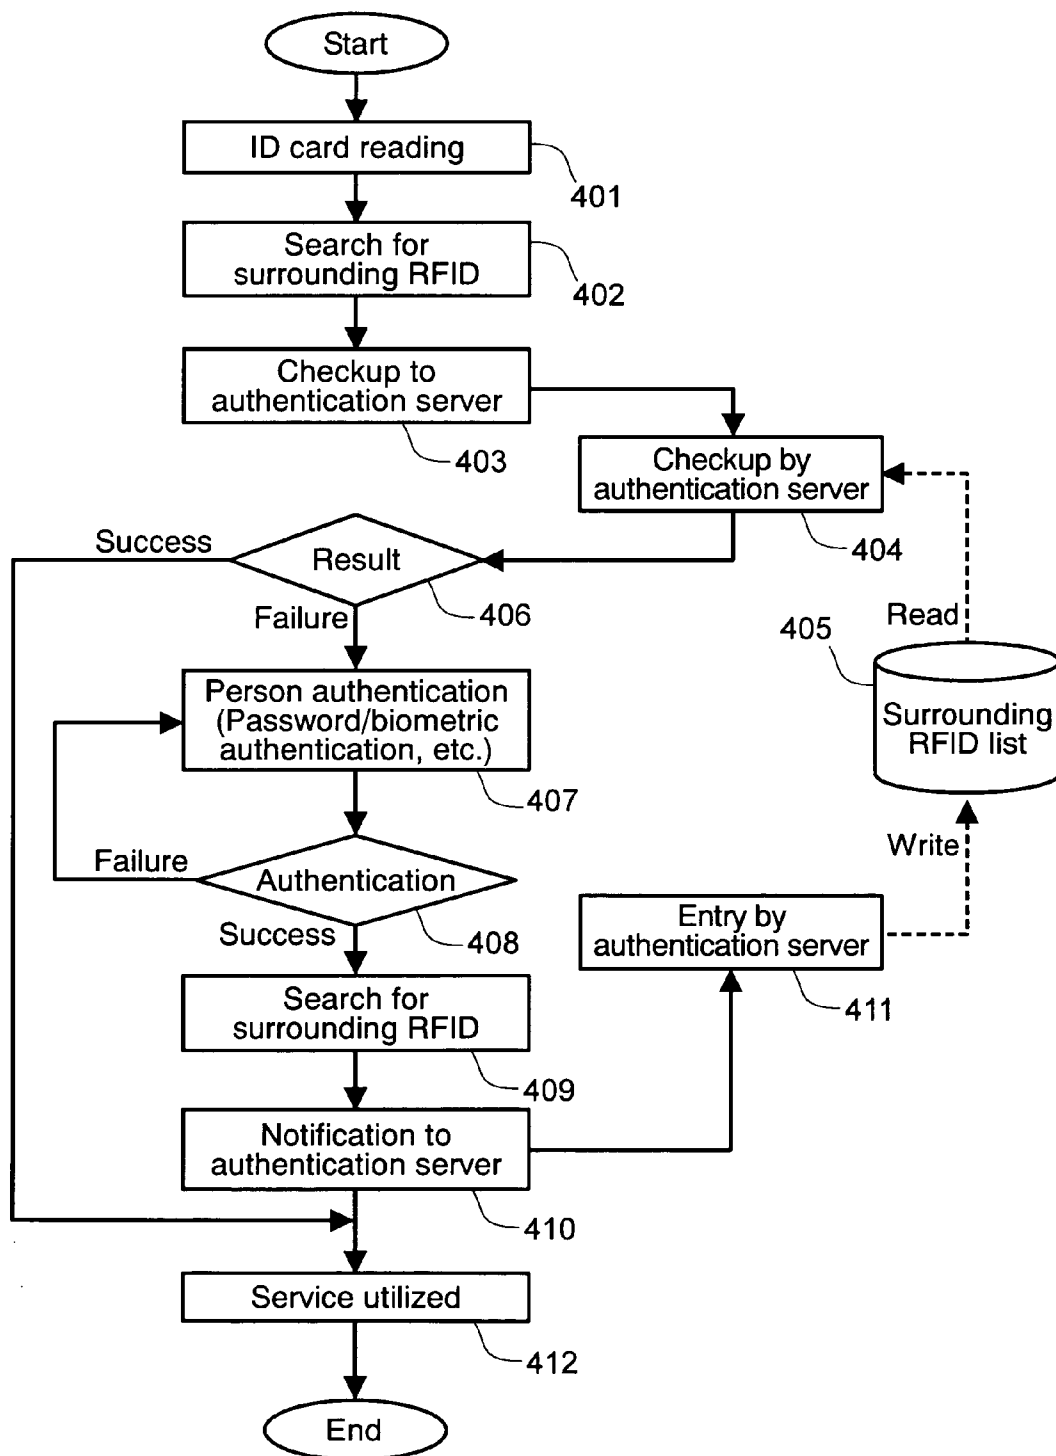 Start
ID card reading
401
Search for
surrounding RFID
402
Checkup to
authentication server
403
Checkup by
authentication server
404
Success
Result
406
Failure
Read
405
Surrounding
RFID list
Person authentication
(Password/biometric
authentication, etc.)
407
Write
Failure
Authentication
408
Success
Entry by
authentication server
411
Search for
surrounding RFID
409
Notification to
authentication server
410
Service utilized
412
End